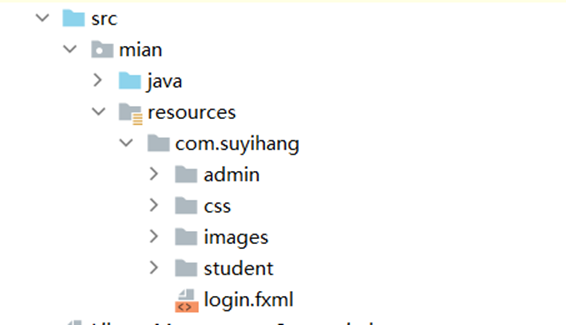 src
mian
java
resources
com.suyihang
admin
css
images
student
login.fxml